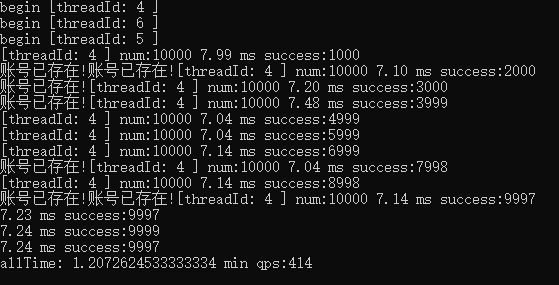 begin [threadId: 4 ]
begin [threadId: 6 ]
begin [threadId: 5 ]
[threadId: 4 ] num:10000 7.99 ms success:1000
账号已存在!账号已存在![threadId: 4 ] num:10000 7.10 ms success:2000
账号已存在![threadId: 4 ] num:10000 7.20 ms success:3000
账号已存在![threadId: 4 ] num:10000 7.48 ms success:3999
[threadId: 4 ] num:10000 7.04 ms success:4999
[threadId: 4 ] num:10000 7.04 ms success:5999
[threadId: 4 ] num:10000 7.14 ms success:6999
账号已存在![threadId: 4 ] num:10000 7.04 ms success:7998
[threadId: 4 ] num:10000 7.14 ms success:8998
账号已存在!账号已存在![threadId: 4 ] num:10000 7.14 ms success:9997
7.23 ms success:9997
7.24 ms success:9999
7.24 ms success:9997
allTime: 1.2072624533333334 min qps:414